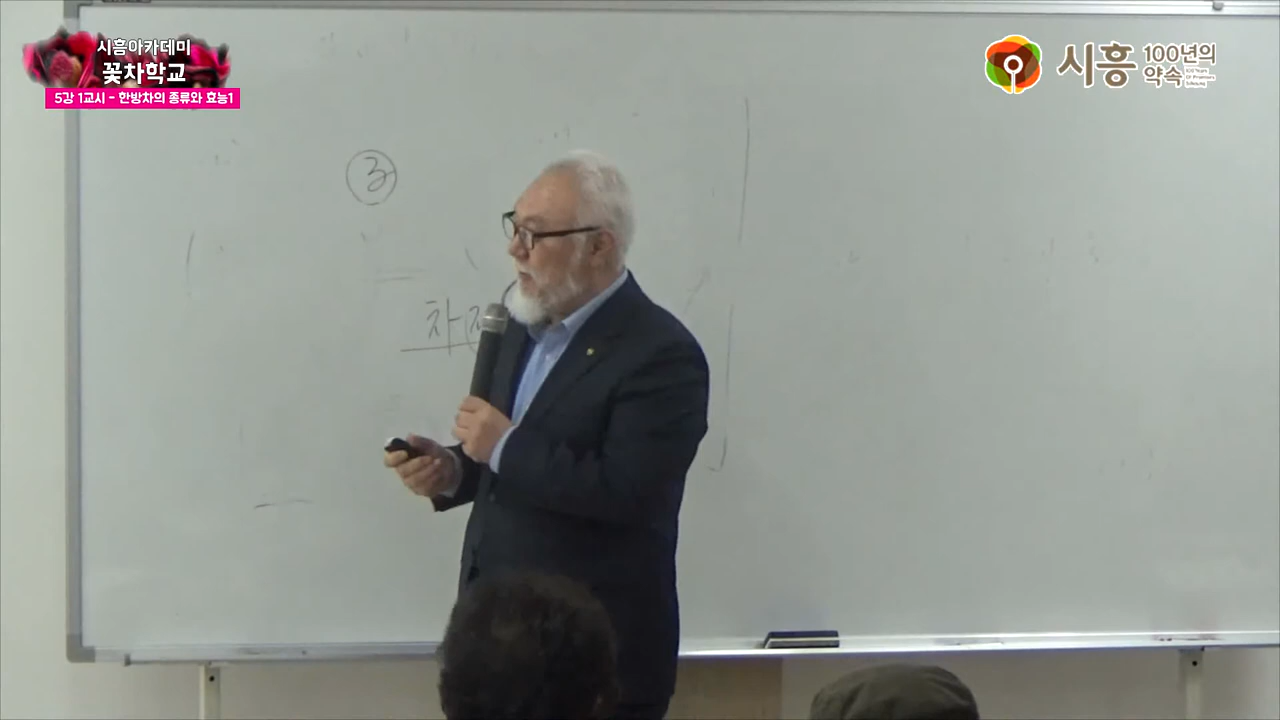 시흥아카데미
꽃차학교
5강 1교시 - 한방차의 종류와 효능1
시흥 100년의
약속
3
차